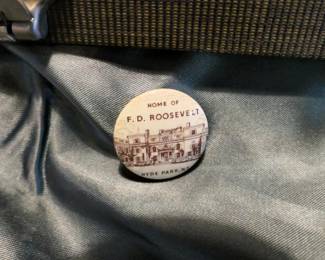 HOME OF
F. D. ROOSEVELT
HYDE PARK, N.Y.